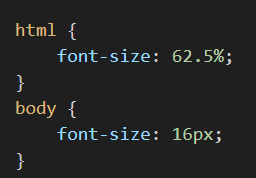 html {
    font-size: 62.5%;
}
body {
    font-size: 16px;
}